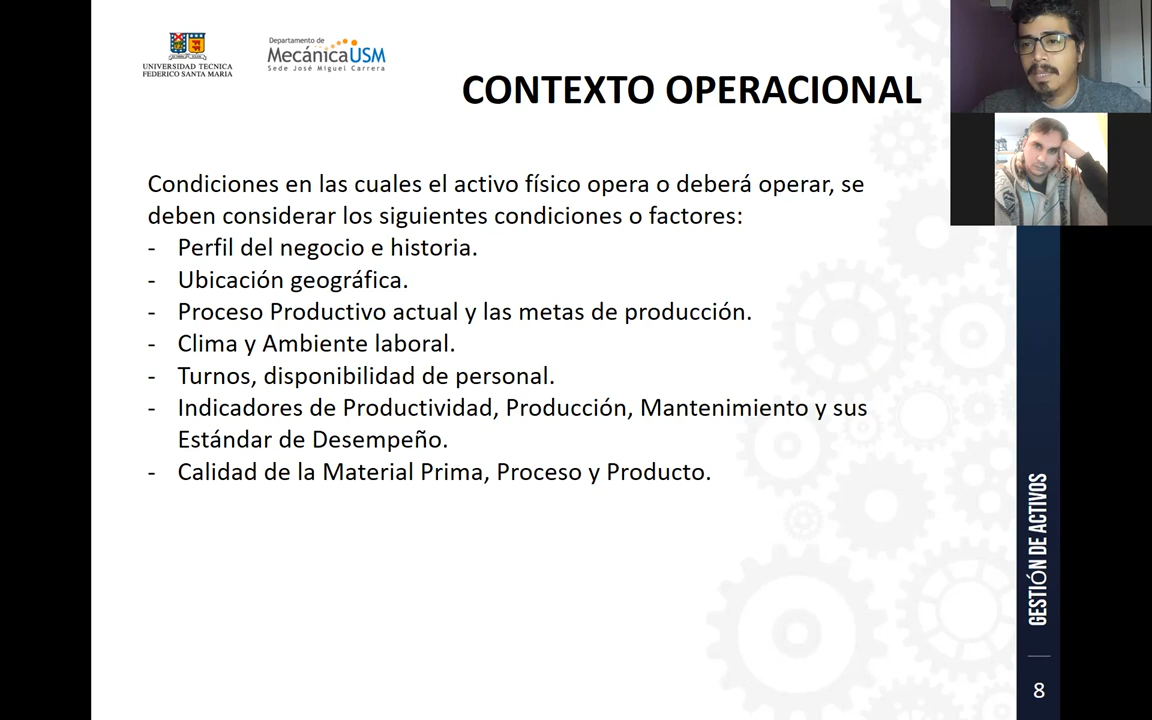 UNIVERSIDAD TECNICA
FEDERICO SANTA MARIA
Departamento de
MecánicaUSM
Sede José Miguel Carrera
CONTEXTO OPERACIONAL
Condiciones en las cuales el activo físico opera o deberá operar, se
deben considerar los siguientes condiciones o factores:
- Perfil del negocio e historia.
- Ubicación geográfica.
- Proceso Productivo actual y las metas de producción.
- Clima y Ambiente laboral.
- Turnos, disponibilidad de personal.
- Indicadores de Productividad, Producción, Mantenimiento y sus
Estándar de Desempeño.
- Calidad de la Material Prima, Proceso y Producto.
GESTIÓN DE ACTIVOS
8